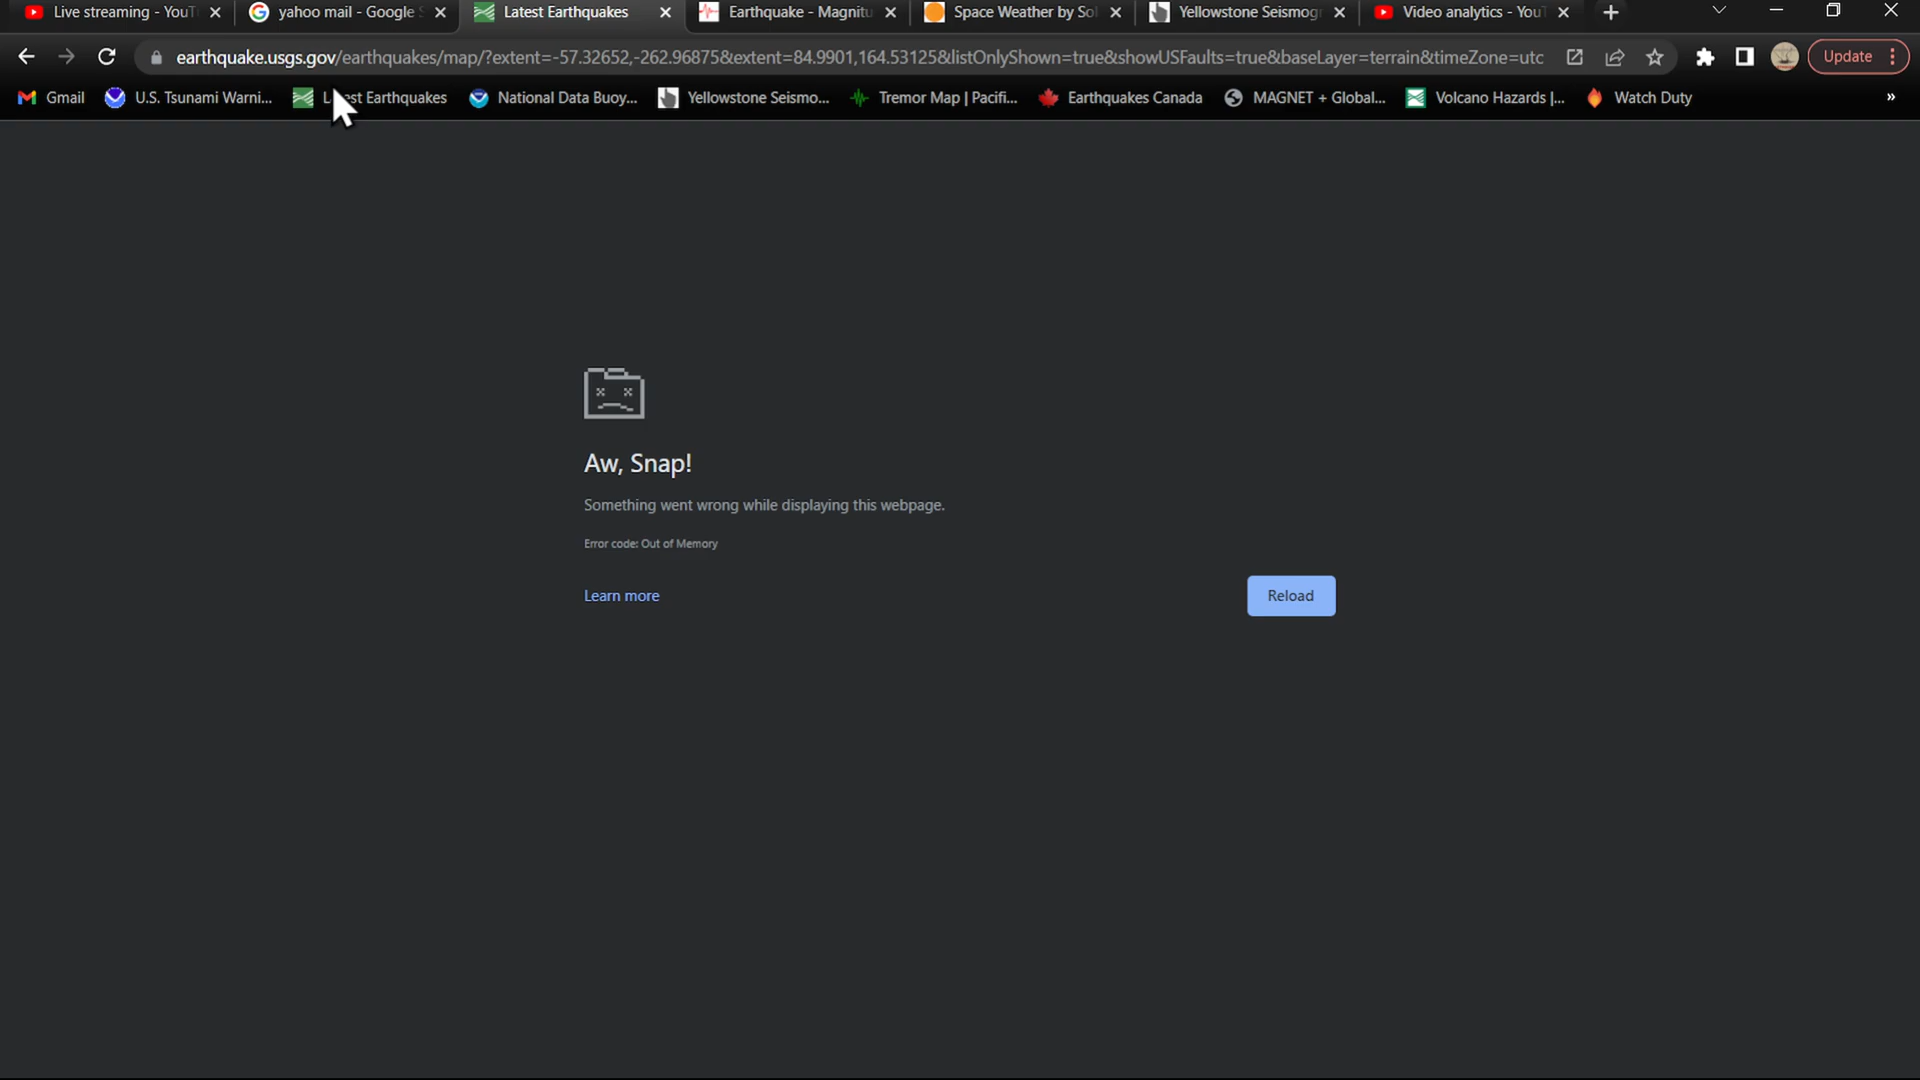 Live streaming - YouT
yahoo mail - Google S
Latest Earthquakes
Earthquake - Magnitu
Space Weather by Sol
Yellowstone Seismogr
Video analytics - YouT
earthquake.usgs.gov/earthquakes/map/?extent=-57.32652,-262.96875&extent=84.9901,164.53125&listOnlyShown=true&showUSFaults=true&baseLayer=terrain&timeZone=utc
Update
Gmail
U.S. Tsunami Warni...
Earthquakes
National Data Buoy...
Yellowstone Seismo...
Tremor Map | Pacifi...
Earthquakes Canada
MAGNET + Global...
Volcano Hazards |...
Watch Duty
»
Aw, Snap!
Something went wrong while displaying this webpage.
Error code: Out of Memory
Learn more
Reload